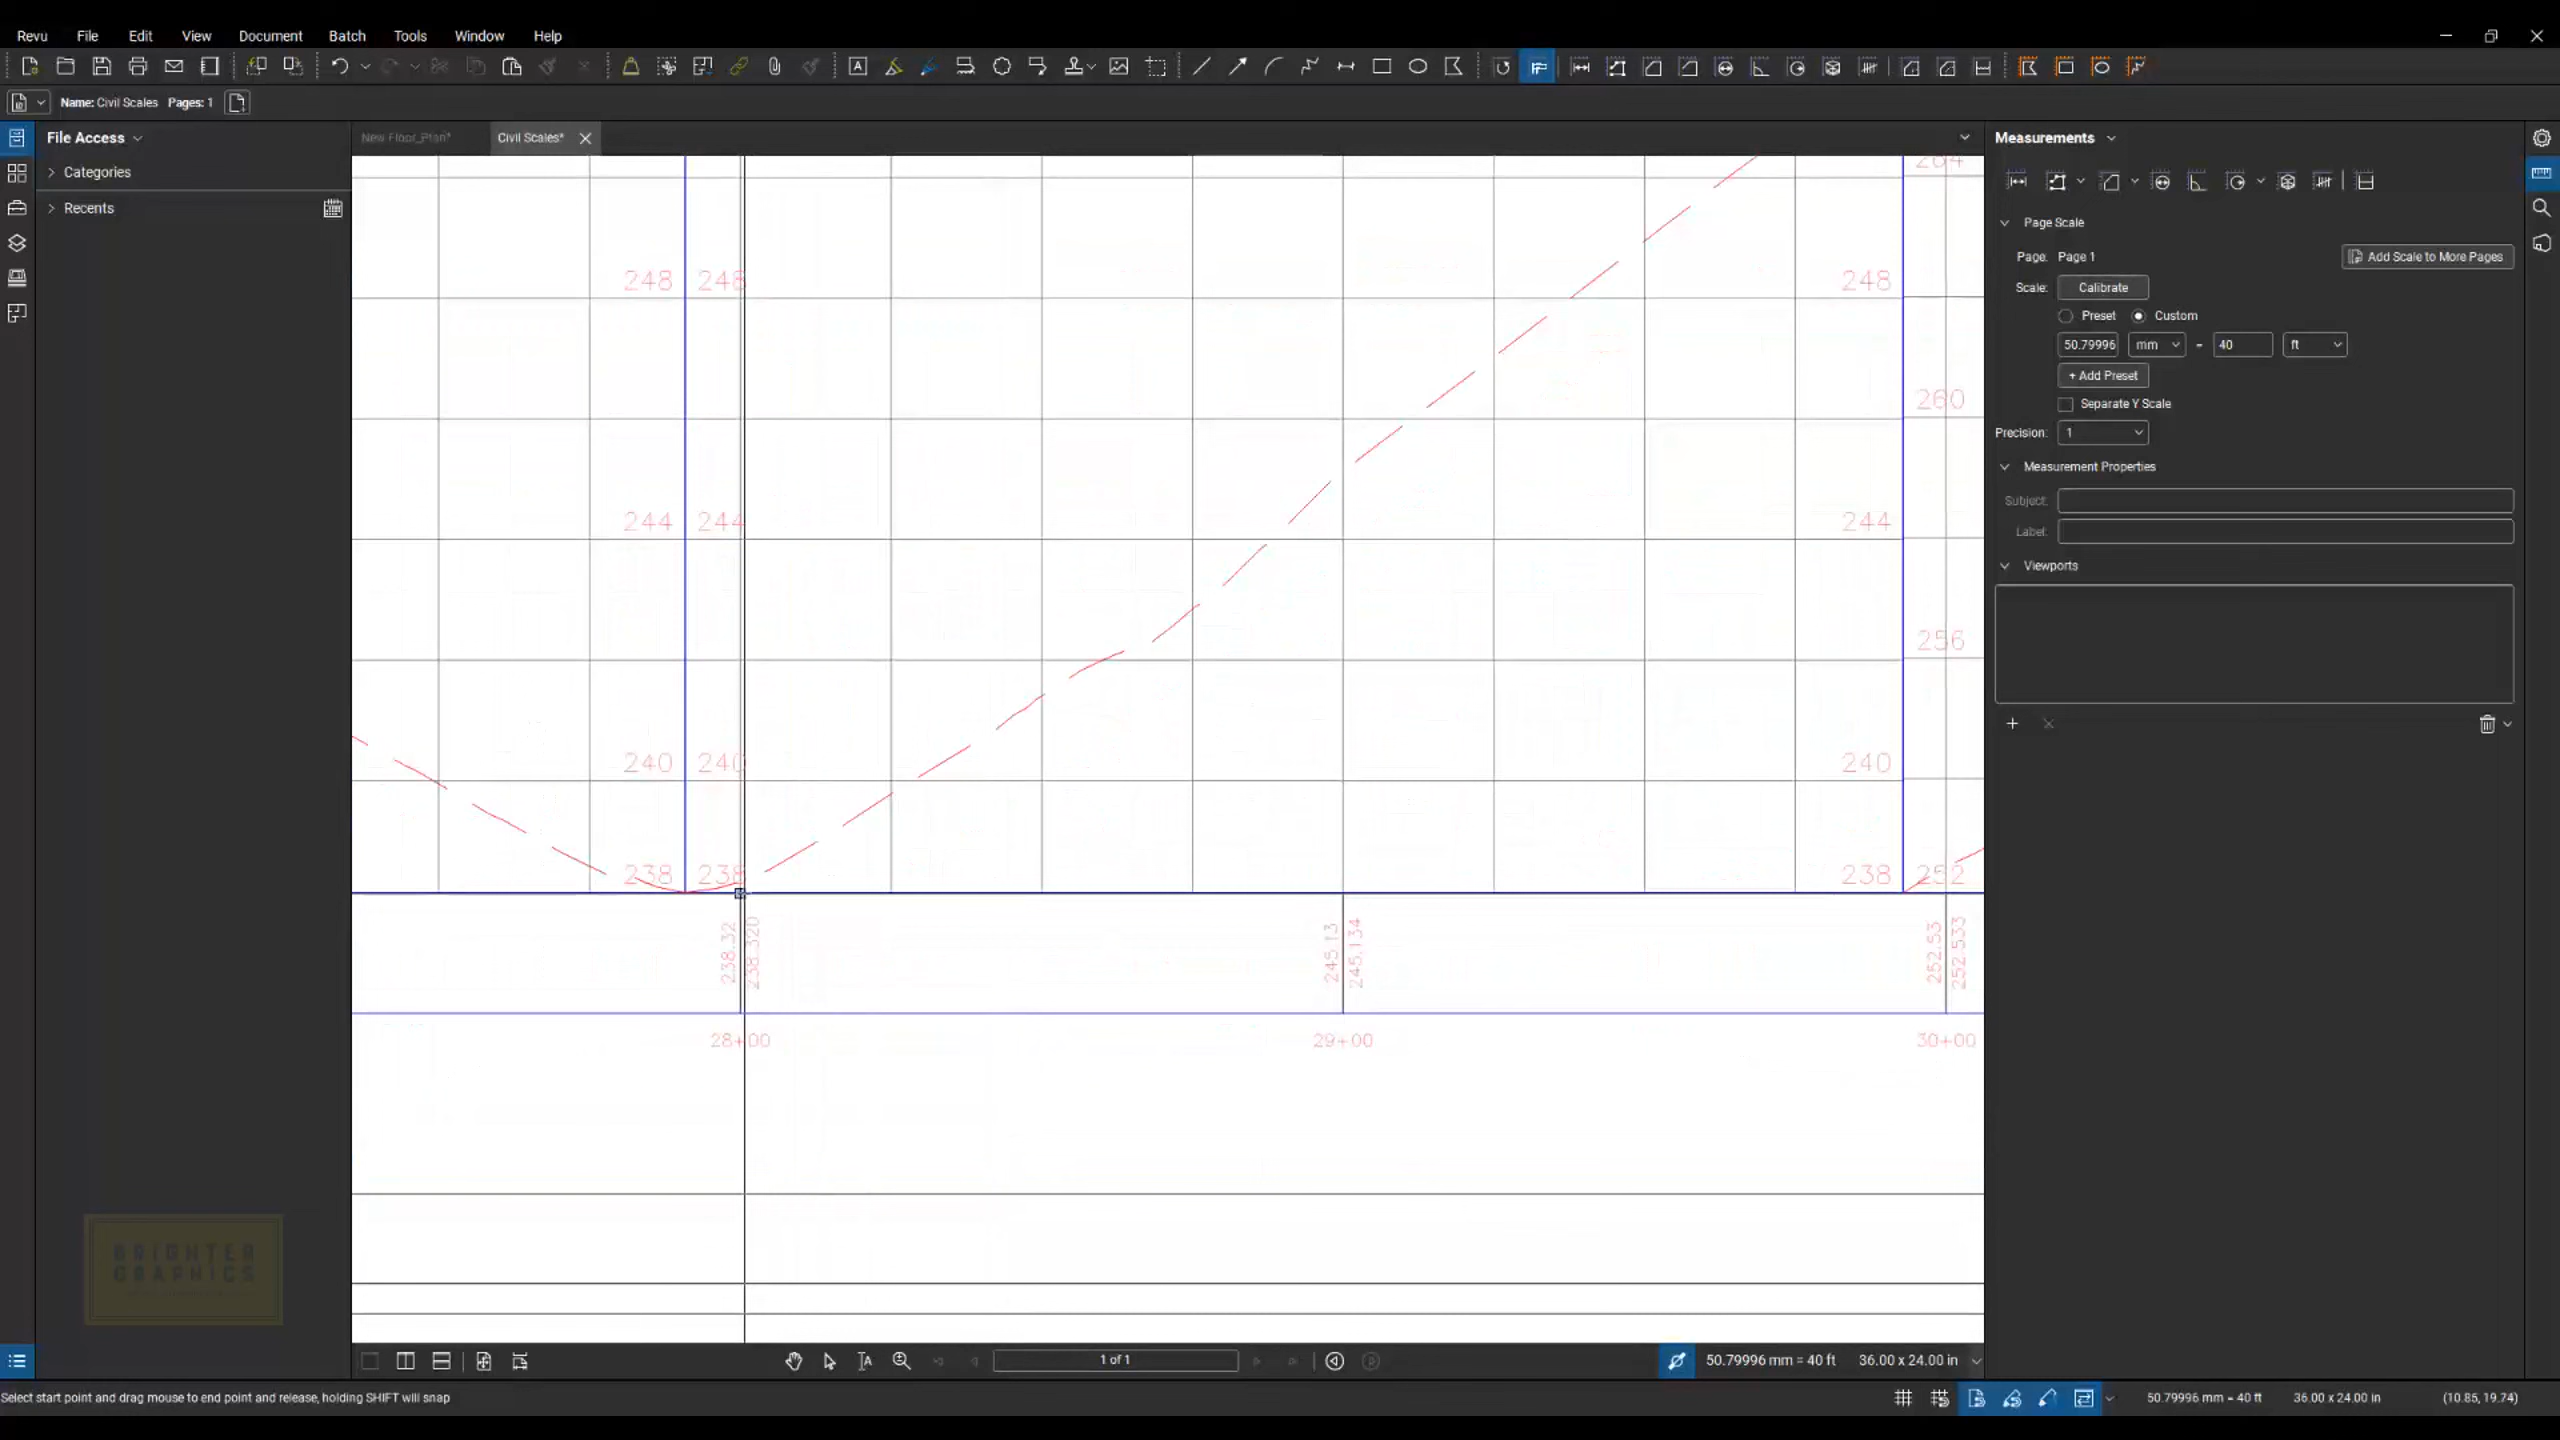 Revu File Edit View Document Batch Tools Window Help
Name: Civil Scales Pages: 1
File Access
Categories
Recents
New Floor_Plan*
Civil Scales*
264
248 248 248
260
244 244 244
256
240 240 240
238 238 238 252
238.32
238.320
245.13
245.134
252.53
252.533
28+00 29+00 30+00
BRIGHTER
GRAPHICS
Measurements
Page Scale
Page: Page 1 Add Scale to More Pages
Scale: Calibrate
Preset Custom
50.79996 mm = 40 ft
+ Add Preset
Separate Y Scale
Precision: 1
Measurement Properties
Subject:
Label:
Viewports
1 of 1
50.79996 mm = 40 ft 36.00 x 24.00 in
Select start point and drag mouse to end point and release, holding SHIFT will snap
50.79996 mm = 40 ft 36.00 x 24.00 in (10.85, 19.74)